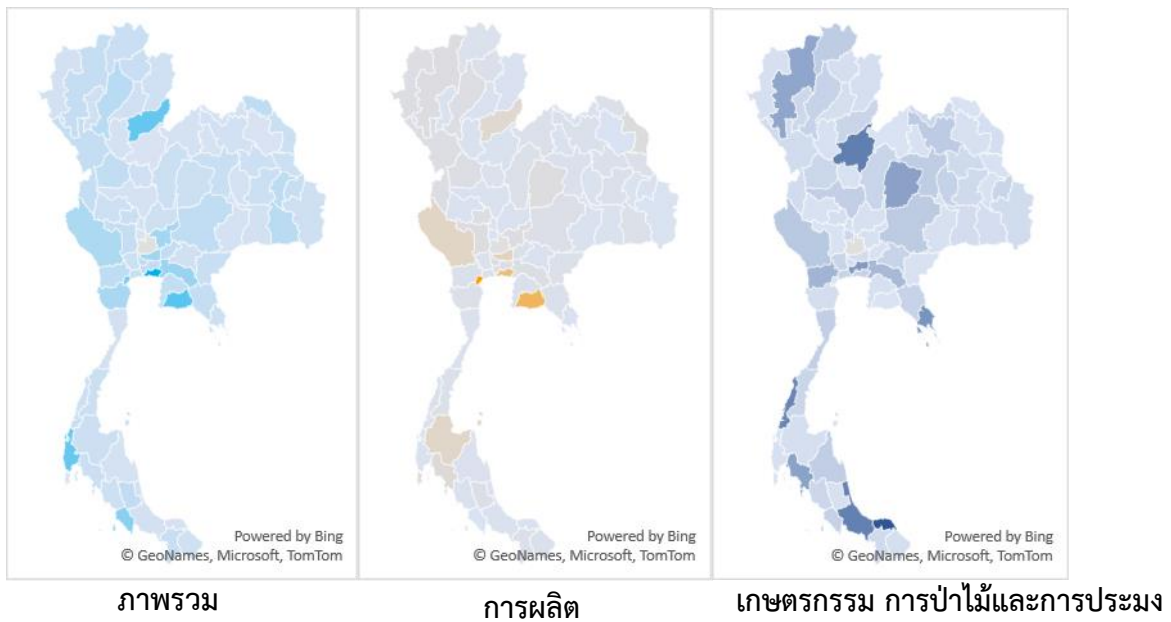 Powered by Bing
© GeoNames, Microsoft, TomTom
Powered by Bing
© GeoNames, Microsoft, TomTom
Powered by Bing
© GeoNames, Microsoft, TomTom
ภาพรวม
การผลิต
เกษตรกรรม การป่าไม้และการประมง